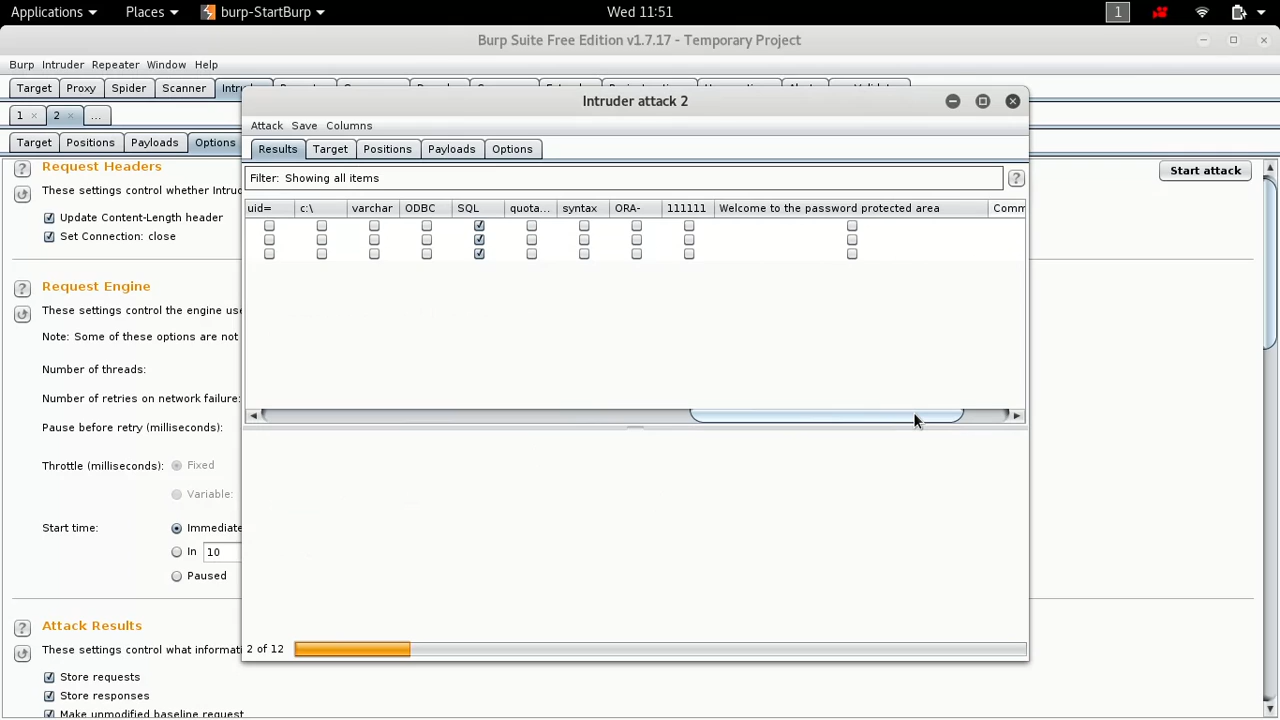 Applications Places burp-StartBurp Wed 11:51 1
Burp Suite Free Edition v1.7.17 - Temporary Project
Burp Intruder Repeater Window Help
Target Proxy Spider Scanner
1 × 2 × ...
Target Positions Payloads Options
Request Headers
These settings control whether Intruc
Update Content-Length header
Set Connection: close
Start attack
Request Engine
These settings control the engine use
Note: Some of these options are not
Number of threads:
Number of retries on network failure:
Pause before retry (milliseconds):
Throttle (milliseconds): Fixed
Variable:
Start time: Immediate
In 10
Paused
Attack Results
These settings control what informati
Store requests
Store responses
Make unmodified baseline request
Intruder attack 2
Attack Save Columns
Results Target Positions Payloads Options
Filter: Showing all items ?
uid= c:\ varchar ODBC SQL quota... syntax ORA- 111111 Welcome to the password protected area Comm
2 of 12